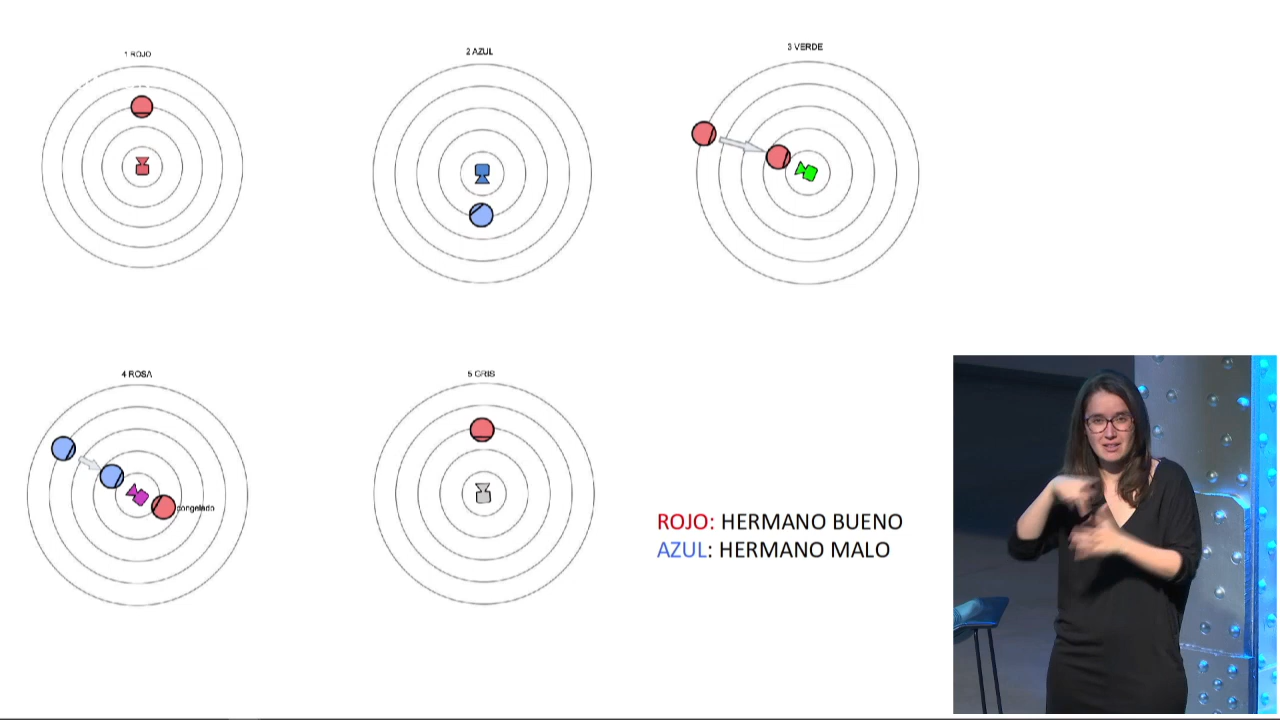 1 ROJO
2 AZUL
3 VERDE
4 ROSA
5 GRIS
congelado
ROJO: HERMANO BUENO
AZUL: HERMANO MALO